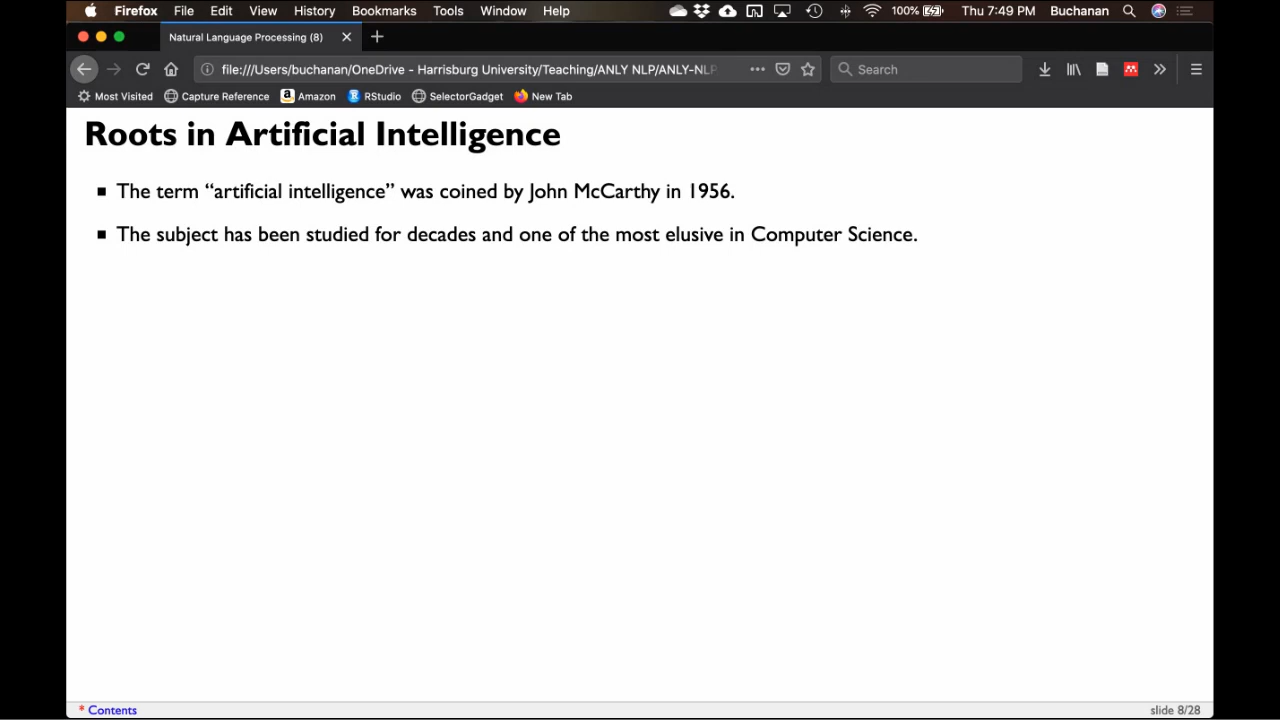 Firefox File Edit View History Bookmarks Tools Window Help 100% Thu 7:49 PM Buchanan
Natural Language Processing (8)
file:///Users/buchanan/OneDrive - Harrisburg University/Teaching/ANLY NLP/ANLY-NLP Search
Most Visited Capture Reference Amazon RStudio SelectorGadget New Tab
Roots in Artificial Intelligence
▪ The term “artificial intelligence” was coined by John McCarthy in 1956.
▪ The subject has been studied for decades and one of the most elusive in Computer Science.
* Contents slide 8/28